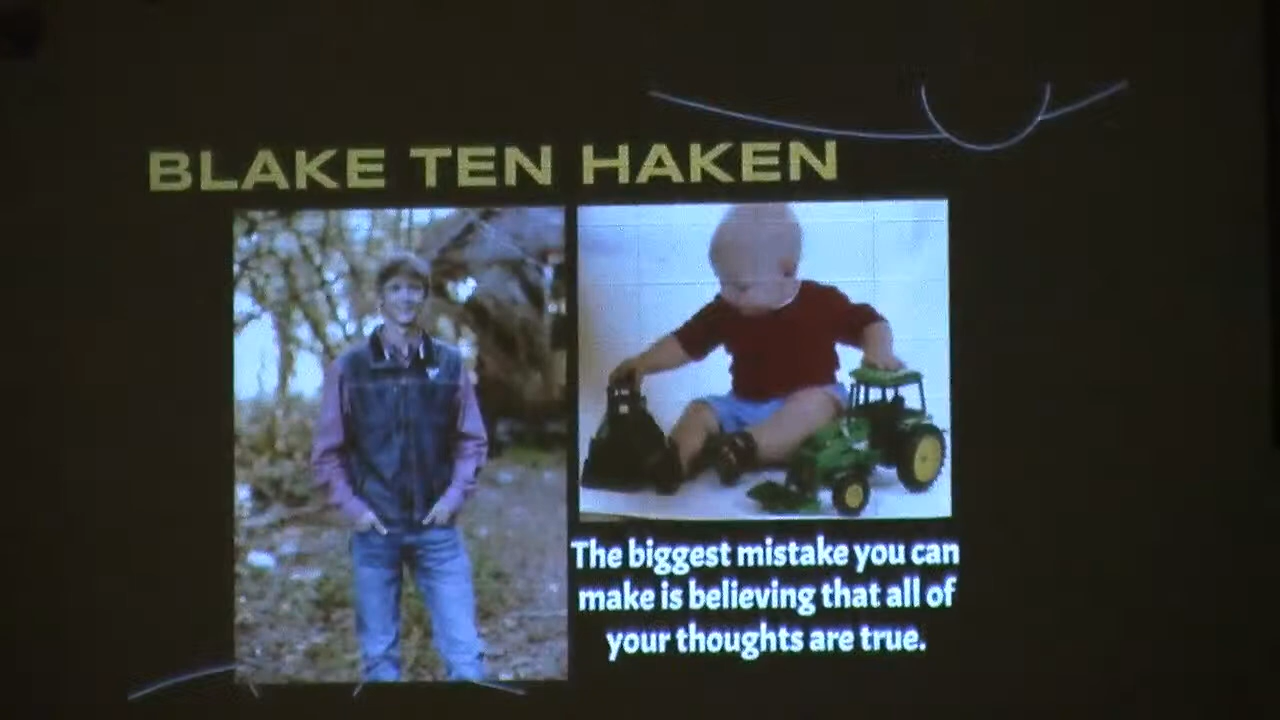 BLAKE TEN HAKEN
The biggest mistake you can
make is believing that all of
your thoughts are true.